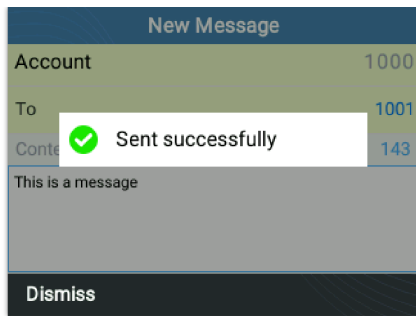 New Message
Account 1000
To 1001
Sent successfully
Conte 143
This is a message
Dismiss